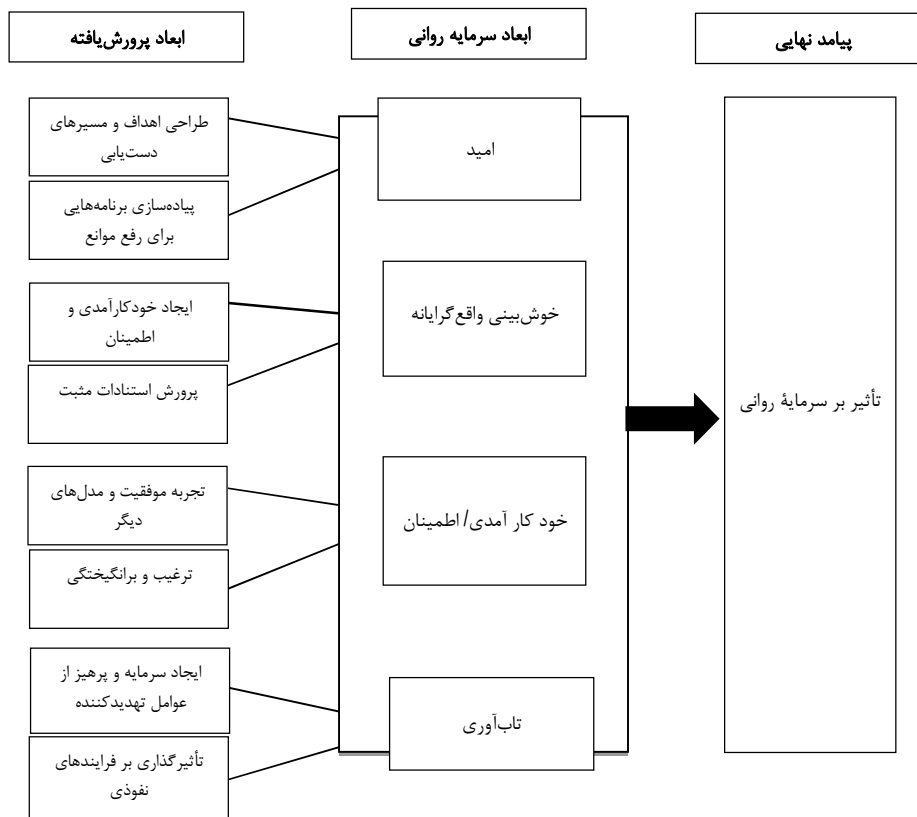 ابعاد پرورش‌یافته
ابعاد سرمایه روانی
پیامد نهایی
طراحی اهداف و مسیرهای
دست‌یابی
پیاده‌سازی برنامه‌هایی
برای رفع موانع
ایجاد خودکارآمدی و
اطمینان
پرورش استنادات مثبت
تجربه موفقیت و مدل‌های
دیگر
ترغیب و برانگیختگی
ایجاد سرمایه و پرهیز از
عوامل تهدیدکننده
تأثیرگذاری بر فرایندهای
نفوذی
امید
خوش‌بینی واقع‌گرایانه
خود کار آمدی/ اطمینان
تاب‌آوری
تأثیر بر سرمایۀ روانی